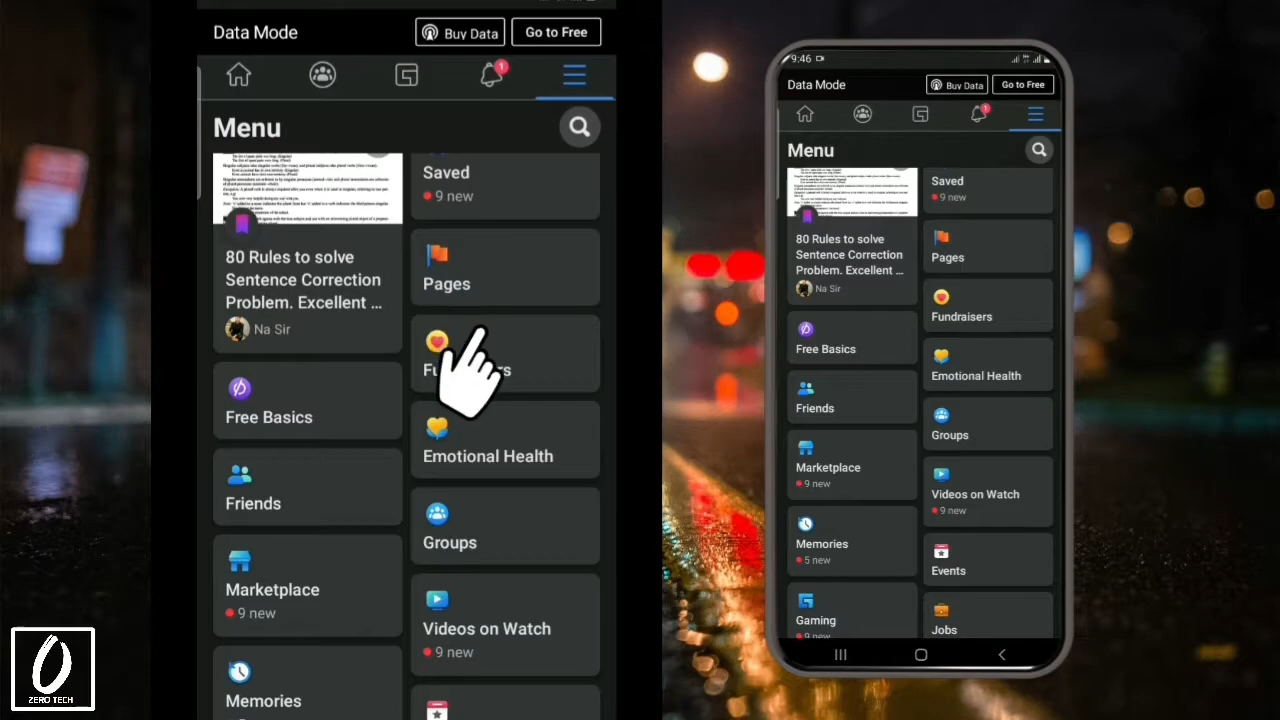 Data Mode
Buy Data
Go to Free
1
Menu
80 Rules to solve
Sentence Correction
Problem. Excellent ...
Na Sir
Free Basics
Friends
Marketplace
9 new
Memories
Saved
9 new
Pages
Emotional Health
Groups
Videos on Watch
9 new
ZERO TECH
9:46
Data Mode
Buy Data
Go to Free
1
Menu
80 Rules to solve
Sentence Correction
Problem. Excellent ...
Na Sir
Free Basics
Friends
Marketplace
9 new
Memories
5 new
Gaming
9 new
Saved
9 new
Pages
Fundraisers
Emotional Health
Groups
Videos on Watch
9 new
Events
Jobs